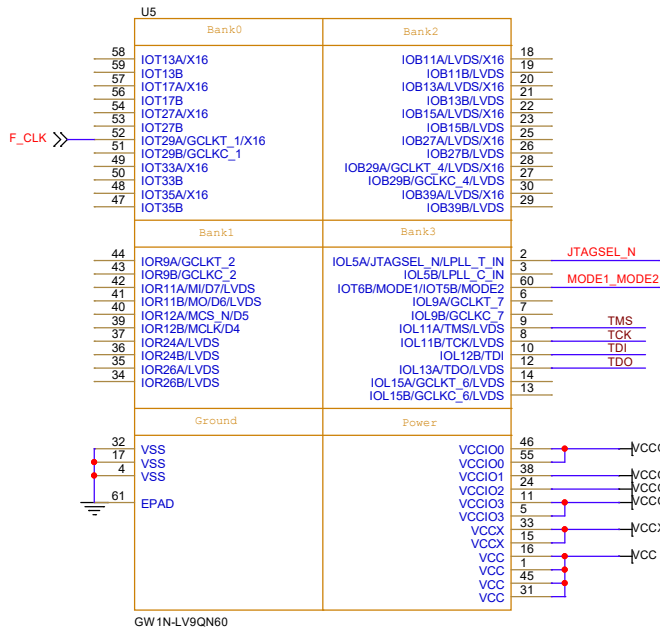 U5
Bank0 Bank2
58 IOT13A/X16 IOB11A/LVDS/X16 18
59 IOT13B IOB11B/LVDS 19
57 IOT17A/X16 IOB13A/LVDS/X16 20
56 IOT17B IOB13B/LVDS 21
54 IOT27A/X16 IOB15A/LVDS/X16 22
53 IOT27B IOB15B/LVDS 23
F_CLK 52 IOT29A/GCLKT_1/X16 IOB27A/LVDS/X16 25
51 IOT29B/GCLKC_1 IOB27B/LVDS 26
49 IOT33A/X16 IOB29A/GCLKT_4/LVDS/X16 28
50 IOT33B IOB29B/GCLKC_4/LVDS 27
48 IOT35A/X16 IOB39A/LVDS/X16 30
47 IOT35B IOB39B/LVDS 29
Bank1 Bank3
44 IOR9A/GCLKT_2 IOL5A/JTAGSEL_N/LPLL_T_IN 2 JTAGSEL_N
43 IOR9B/GCLKC_2 IOL5B/LPLL_C_IN 3
42 IOR11A/MI/D7/LVDS IOT6B/MODE1/IOT5B/MODE2 60 MODE1_MODE2
41 IOR11B/MO/D6/LVDS IOL9A/GCLKT_7 6
40 IOR12A/MCS_N/D5 IOL9B/GCLKC_7 7
39 IOR12B/MCLK/D4 IOL11A/TMS/LVDS 9 TMS
37 IOR24A/LVDS IOL11B/TCK/LVDS 8 TCK
36 IOR24B/LVDS IOL12B/TDI 10 TDI
35 IOR26A/LVDS IOL13A/TDO/LVDS 12 TDO
34 IOR26B/LVDS IOL15A/GCLKT_6/LVDS 14
IOL15B/GCLKC_6/LVDS 13
Ground Power
32 VSS VCCIO0 46
17 VSS VCCIO0 55
4 VSS VCCIO1 38
VCCIO2 24
61 EPAD VCCIO3 11
VCCIO3 5
VCCX 33
VCCX 15
VCC 16 VCC
VCC 1
VCC 45
VCC 31
GW1N-LV9QN60